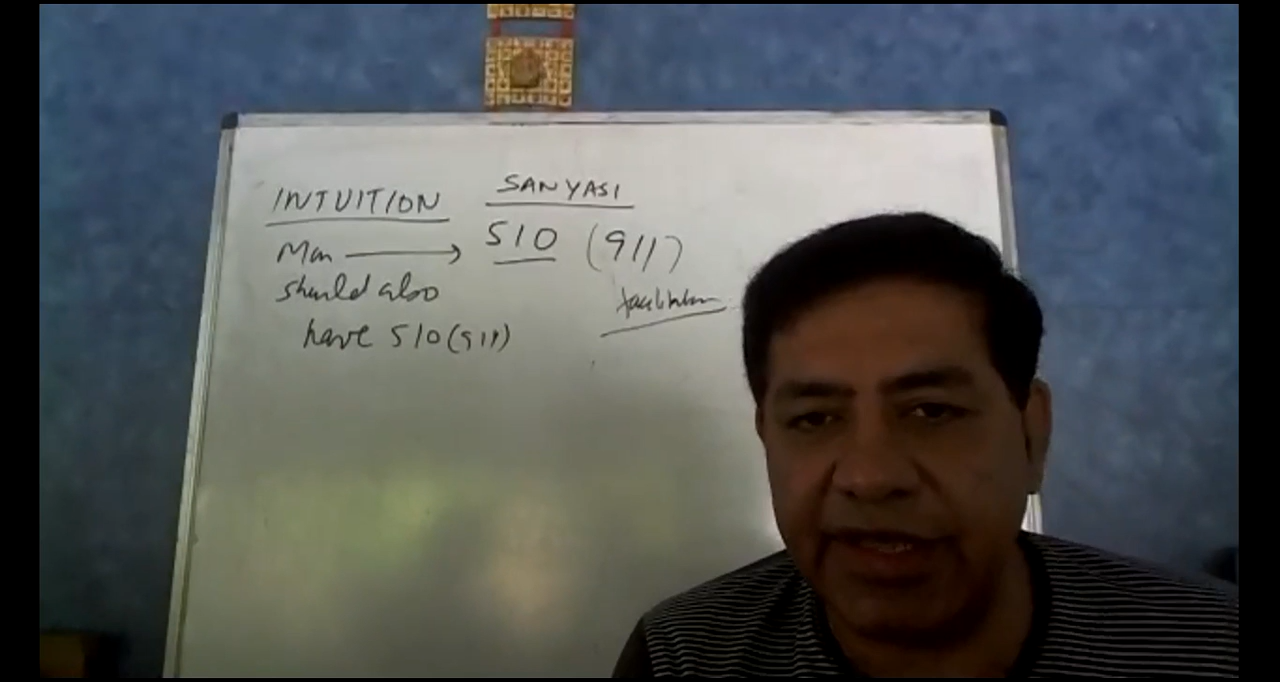 INTUITION SANYASI
Man → 510 (911)
should also
have 510 (911)